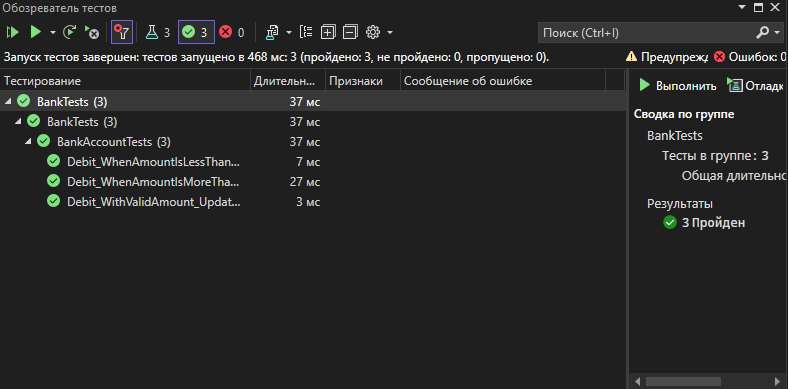 Обозреватель тестов
3 3 0 Поиск (Ctrl+I)
Запуск тестов завершен: тестов запущено в 468 мс: 3 (пройдено: 3, не пройдено: 0, пропущено: 0). Предупрежд Ошибок: 0
Тестирование Длительн... Признаки Сообщение об ошибке
BankTests (3) 37 мс
BankTests (3) 37 мс
BankAccountTests (3) 37 мс
Debit_WhenAmountIsLessThan... 7 мс
Debit_WhenAmountIsMoreTha... 27 мс
Debit_WithValidAmount_Updat... 3 мс
Выполнить Отладк
Сводка по группе
BankTests
Тесты в группе: 3
Общая длительно
Результаты
3 Пройден